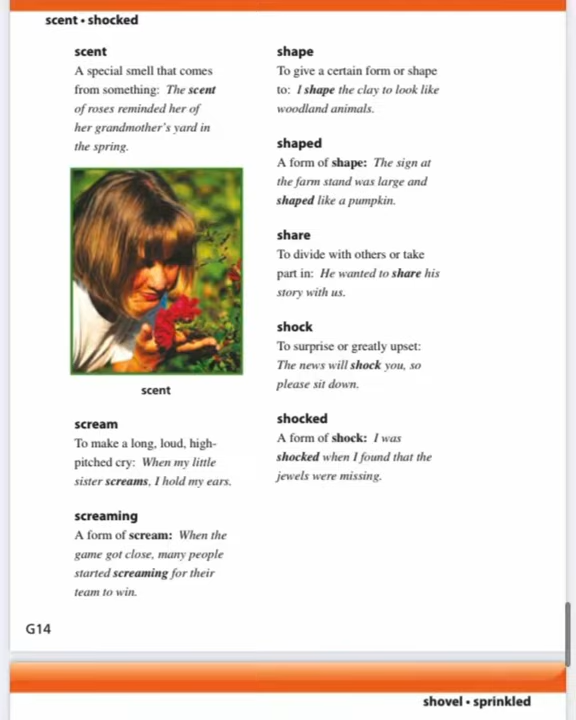 scent • shocked
scent
A special smell that comes
from something: The scent
of roses reminded her of
her grandmother's yard in
the spring.
scent
scream
To make a long, loud, high-
pitched cry: When my little
sister screams, I hold my ears.
screaming
A form of scream: When the
game got close, many people
started screaming for their
team to win.
shape
To give a certain form or shape
to: I shape the clay to look like
woodland animals.
shaped
A form of shape: The sign at
the farm stand was large and
shaped like a pumpkin.
share
To divide with others or take
part in: He wanted to share his
story with us.
shock
To surprise or greatly upset:
The news will shock you, so
please sit down.
shocked
A form of shock: I was
shocked when I found that the
jewels were missing.
G14
shovel • sprinkled